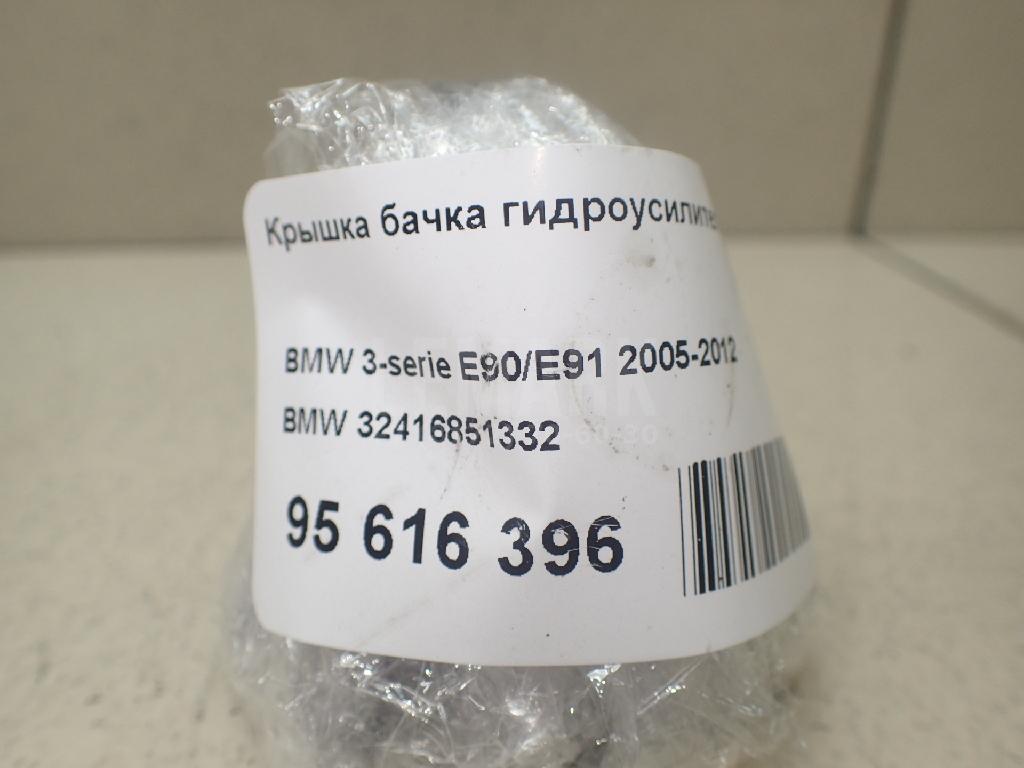 Крышка бачка гидроусилите
BMW 3-serie E90/E91 2005-2012
BMW 32416851332
95 616 396